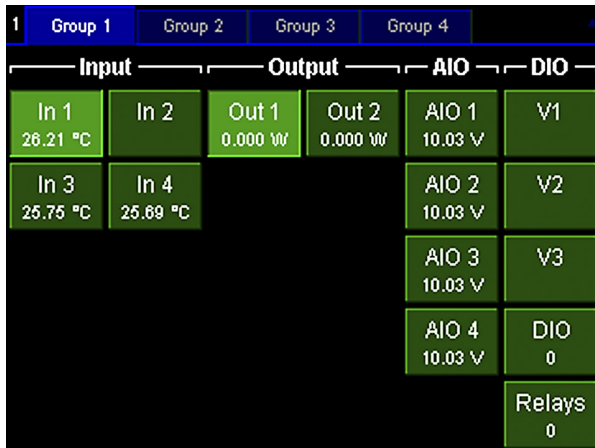 1 Group 1 Group 2 Group 3 Group 4
Input Output AIO DIO
In 1 In 2 Out 1 Out 2 AIO 1 V1
26.21 ºC 0.000 W 0.000 W 10.03 V
In 3 In 4 AIO 2 V2
25.75 ºC 25.69 ºC 10.03 V
AIO 3 V3
10.03 V
AIO 4 DIO
10.03 V 0
Relays
0